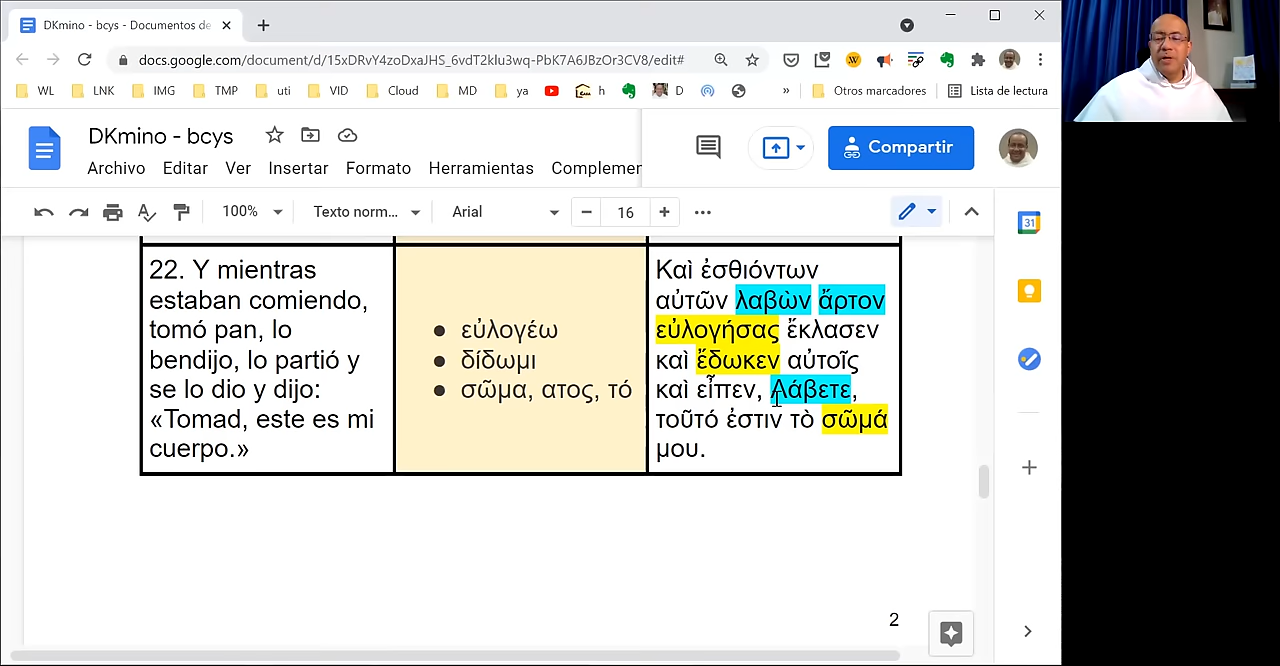 DKmino - bcys - Documentos de
docs.google.com/document/d/15xDRvY4zoDxaJHS_6vdT2klu3wq-PbK7A6JBzOr3CV8/edit#
WL LNK IMG TMP uti VID Cloud MD ya h D » Otros marcadores Lista de lectura
DKmino - bcys
Archivo Editar Ver Insertar Formato Herramientas Complemen
Compartir
100% Texto norm... Arial 16
31
22. Y mientras
estaban comiendo,
tomó pan, lo
bendijo, lo partió y
se lo dio y dijo:
«Tomad, este es mi
cuerpo.»
● εὐλογέω
● δίδωμι
● σῶμα, ατος, τό
Καὶ ἐσθιόντων
αὐτῶν λαβὼν ἄρτον
εὐλογήσας ἔκλασεν
καὶ ἔδωκεν αὐτοῖς
καὶ εἶπεν, Λάβετε,
τοῦτό ἐστιν τὸ σῶμά
μου.
2